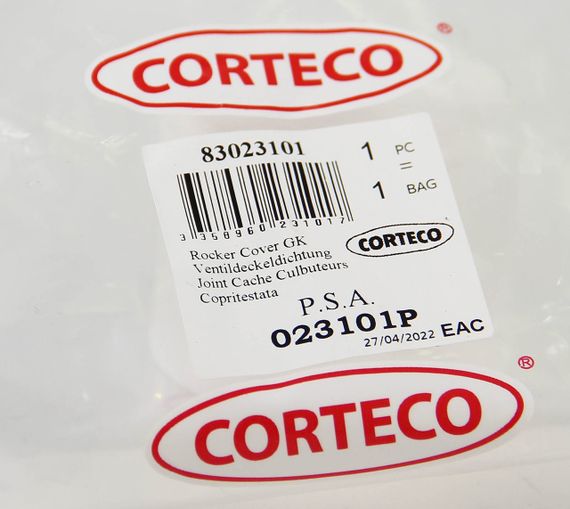 CORTECO®
83023101
1 PC
=
1 BAG
3 358960 231017
Rocker Cover GK
Ventildeckeldichtung
Joint Cache Culbuteurs
Copritestata
CORTECO
P.S.A.
023101P
27/04/2022 EAC
CORTECO®